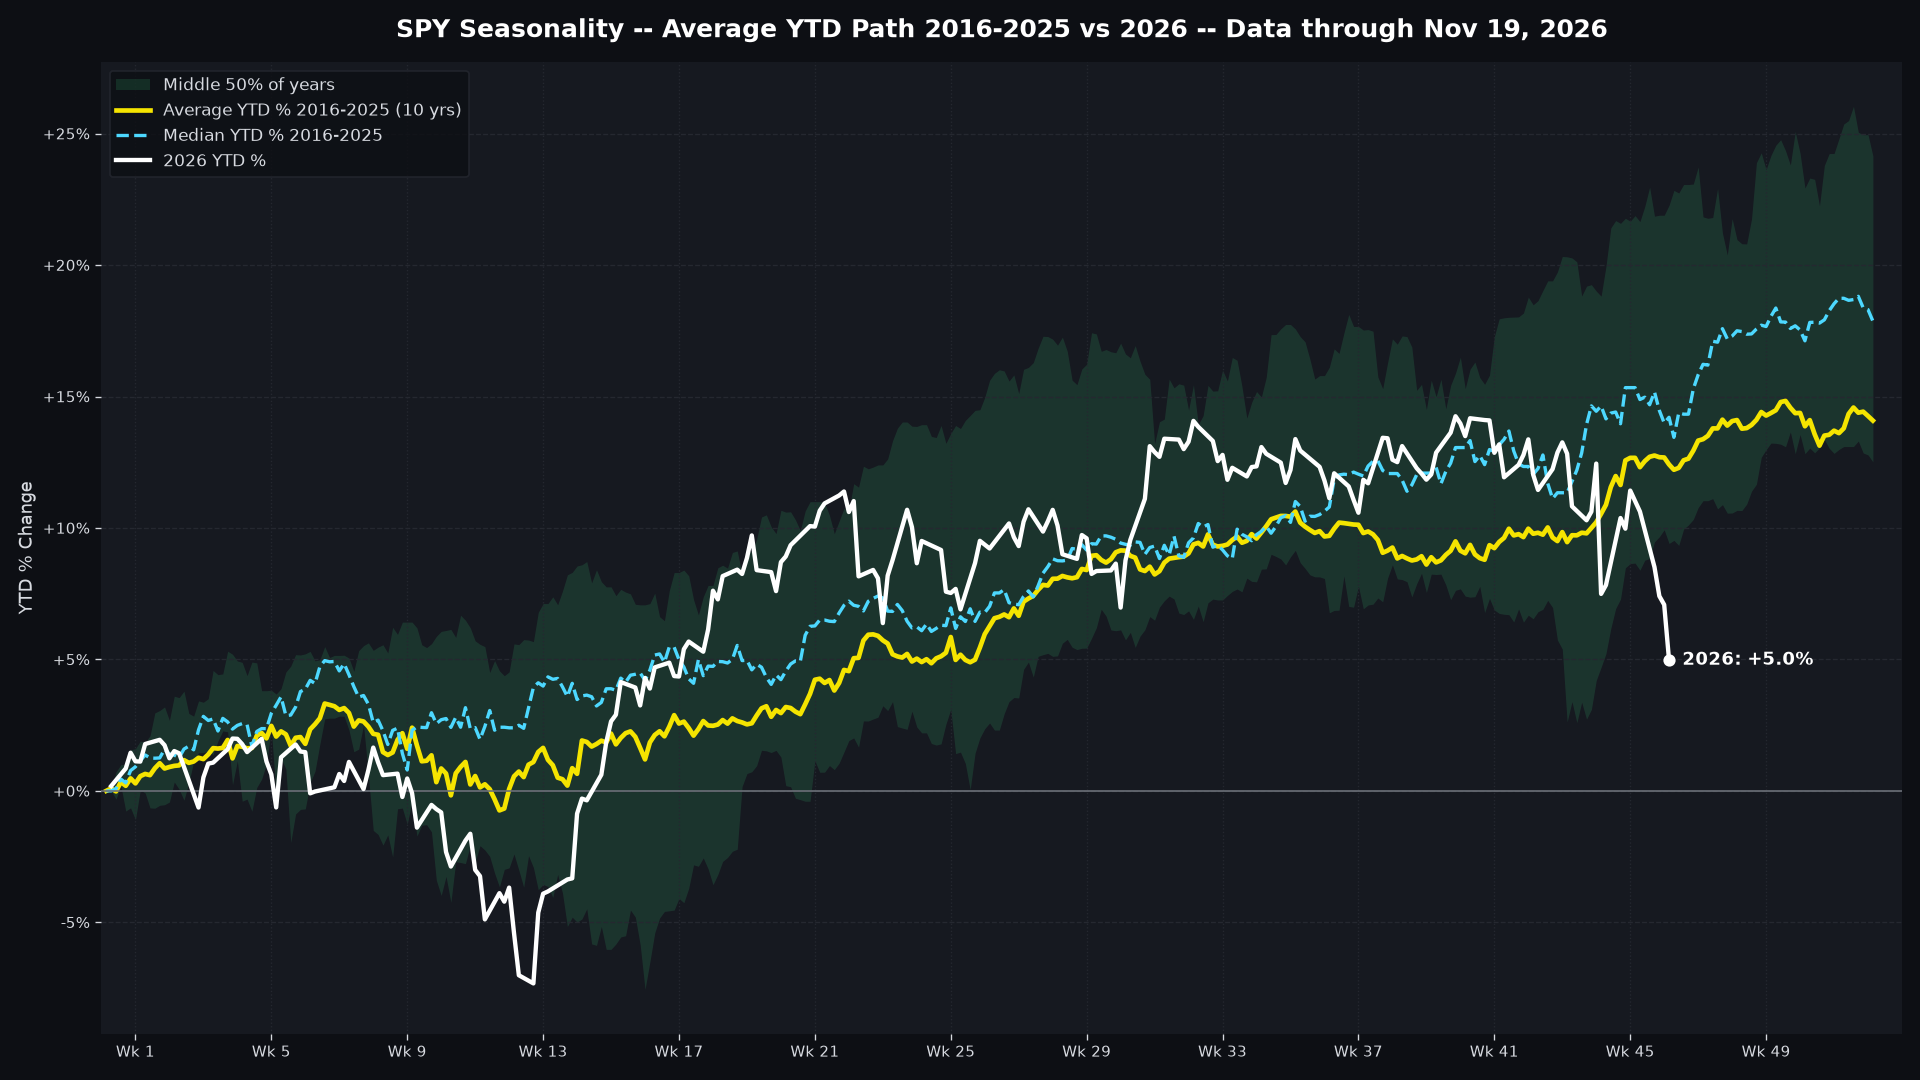 SPY Seasonality -- Average YTD Path 2016-2025 vs 2026 -- Data through Nov 19, 2026
Middle 50% of years
Average YTD % 2016-2025 (10 yrs)
Median YTD % 2016-2025
2026 YTD %
YTD % Change
+25%
+20%
+15%
+10%
+5%
+0%
-5%
2026: +5.0%
Wk 1
Wk 5
Wk 9
Wk 13
Wk 17
Wk 21
Wk 25
Wk 29
Wk 33
Wk 37
Wk 41
Wk 45
Wk 49